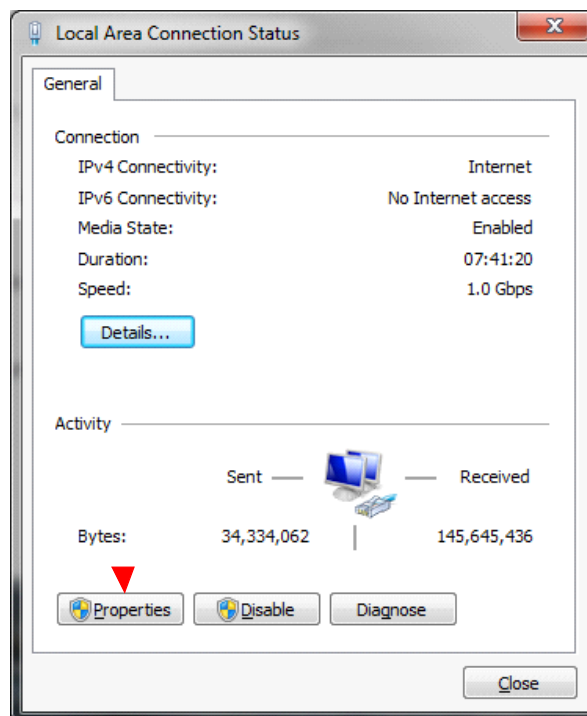 Local Area Connection Status
General
Connection
IPv4 Connectivity: Internet
IPv6 Connectivity: No Internet access
Media State: Enabled
Duration: 07:41:20
Speed: 1.0 Gbps
Details...
Activity
Sent Received
Bytes: 34,334,062 145,645,436
Properties Disable Diagnose
Close